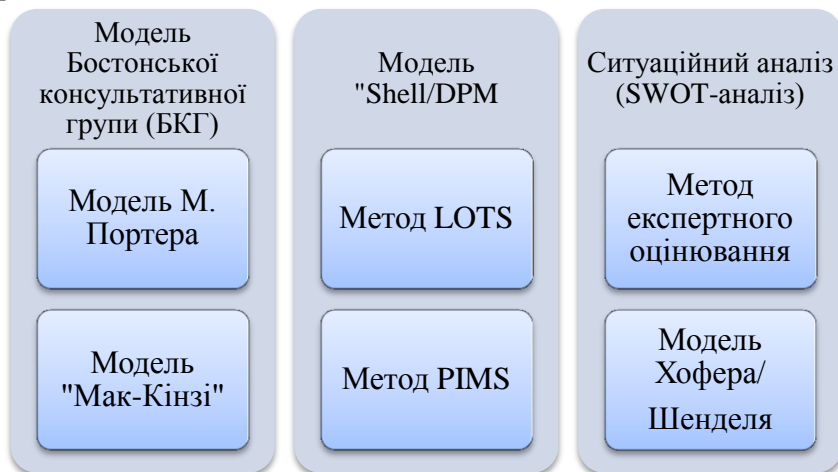 Модель
Бостонської
консультативної
групи (БКГ)
Модель М.
Портера
Модель
"Мак-Кінзі"
Модель
"Shell/DPM
Метод LOTS
Метод PIMS
Ситуаційний аналіз
(SWOT-аналіз)
Метод
експертного
оцінювання
Модель
Хофера/
Шенделя